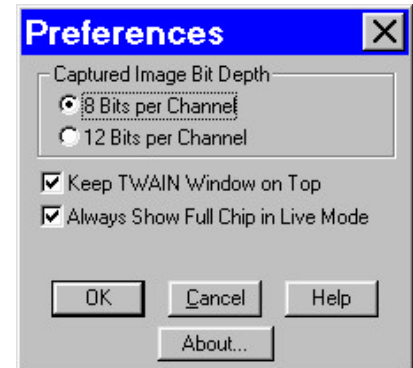 Preferences
Captured Image Bit Depth
8 Bits per Channel
12 Bits per Channel
Keep TWAIN Window on Top
Always Show Full Chip in Live Mode
OK Cancel Help
About...